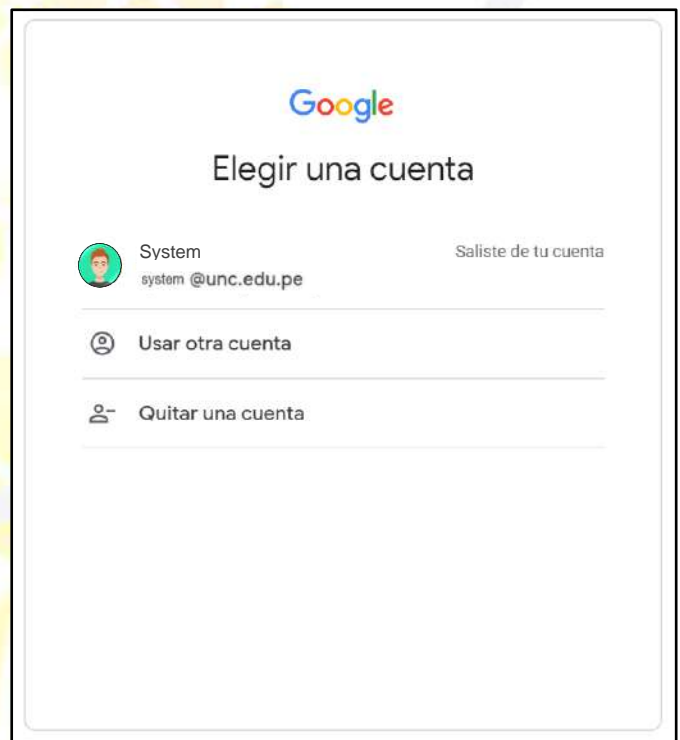 Google
Elegir una cuenta
System
Saliste de tu cuenta
system @unc.edu.pe
Usar otra cuenta
Quitar una cuenta